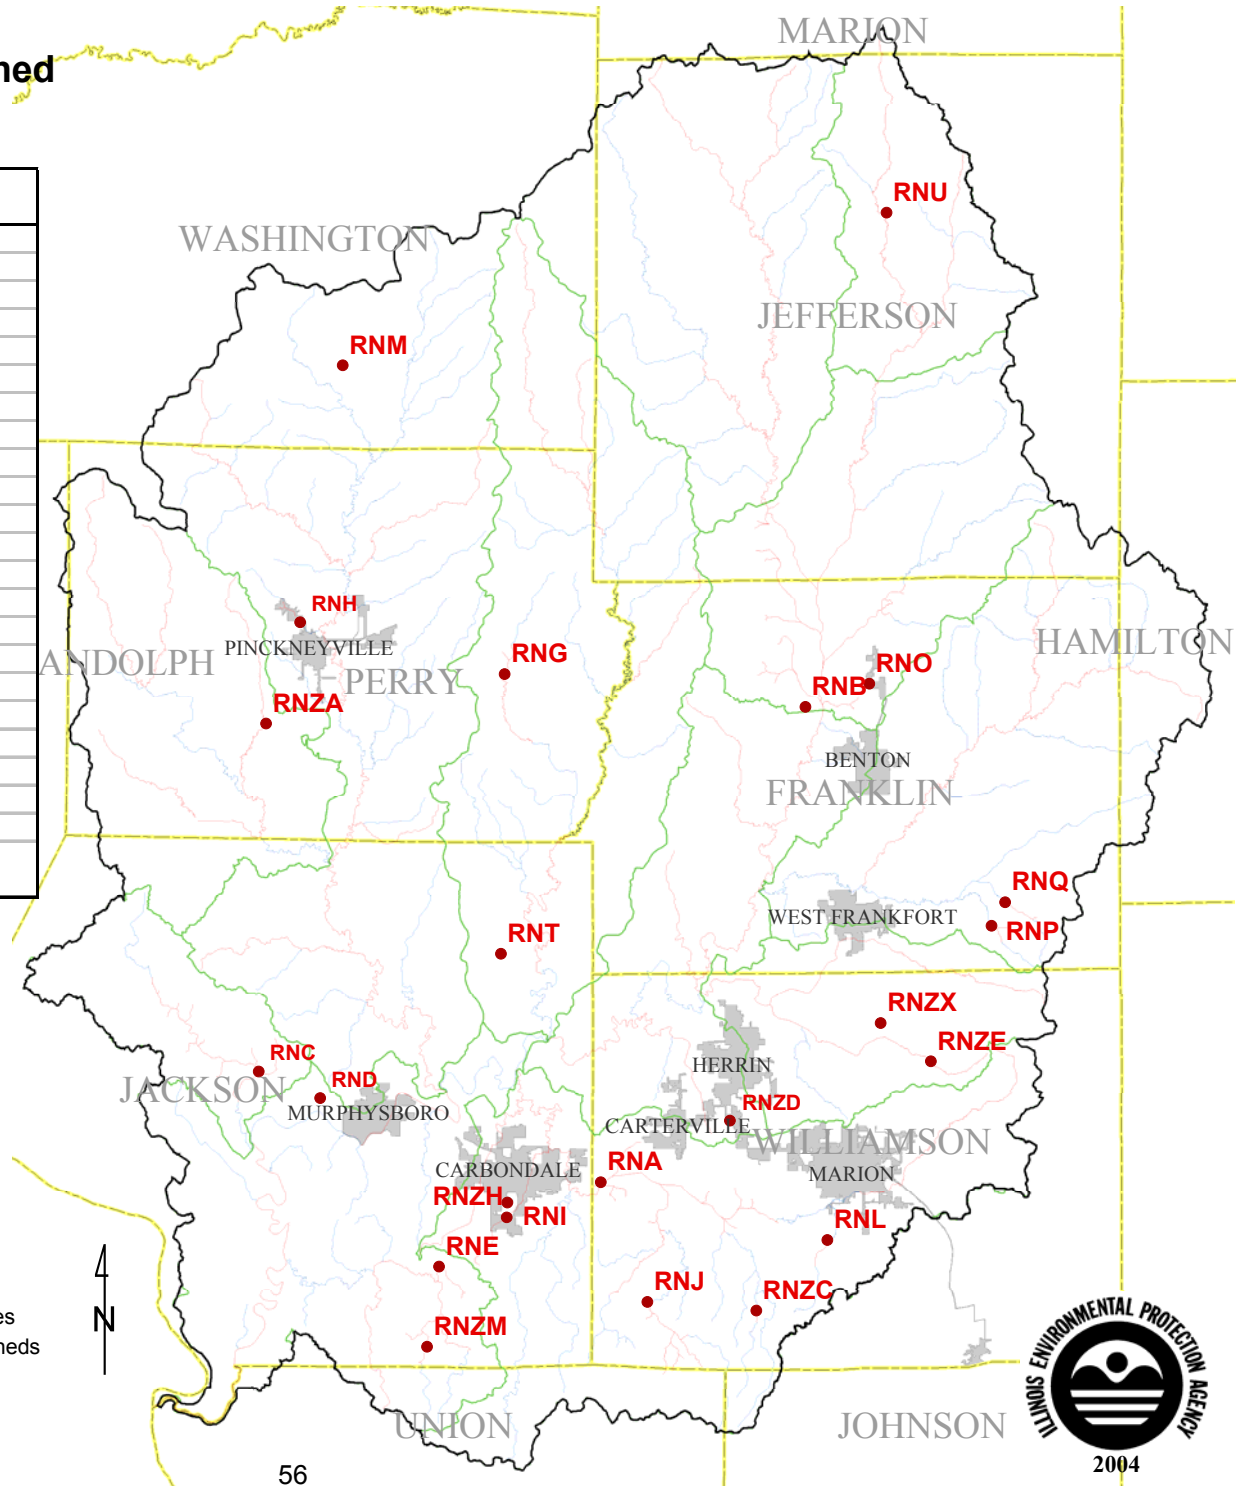 MARION
hed
RNU
WASHINGTON
JEFFERSON
RNM
RNH
PINCKNEYVILLE
ANDOLPH
PERRY
RNG
HAMILTON
RNO
RNB
RNZA
BENTON
FRANKLIN
RNQ
WEST FRANKFORT
RNP
RNT
RNZX
RNZE
HERRIN
RNC
RND
JACKSON
MURPHYSBORO
RNZD
CARTERVILLE
WILLIAMSON
RNA
CARBONDALE
MARION
RNZH
RNI
RNL
RNE
RNJ
RNZC
N
es
RNZM
heds
ILLINOIS ENVIRONMENTAL PROTECTION AGENCY
UNION
JOHNSON
2004
56